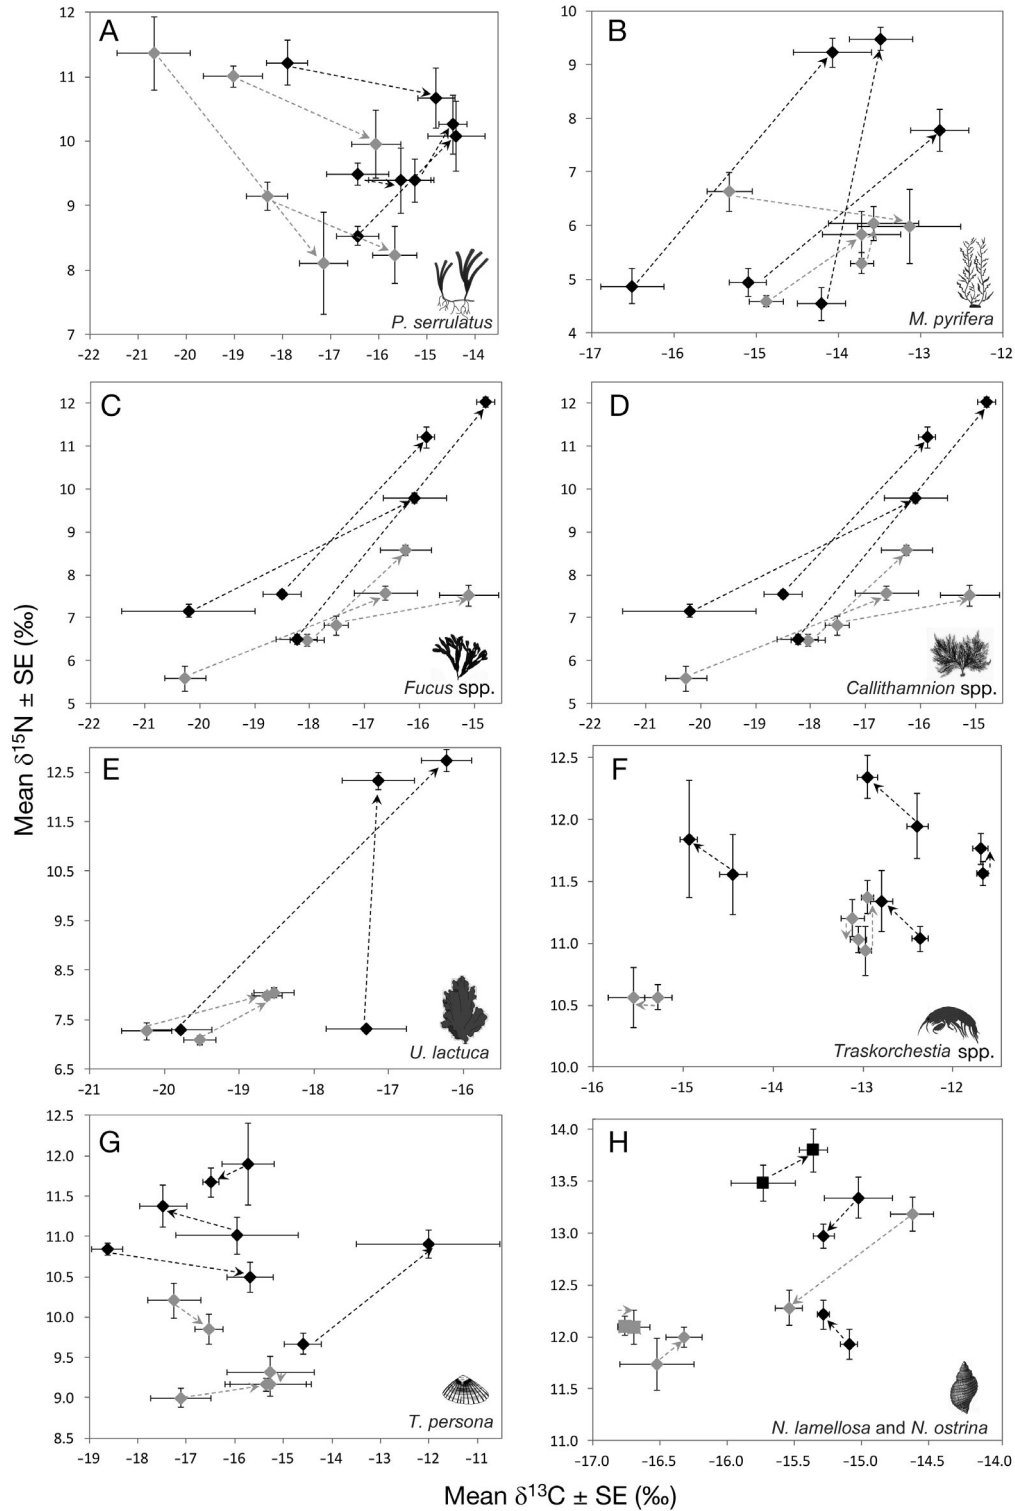 A
12
11
10
9
8
7
P. serrulatus
−22 −21 −20 −19 −18 −17 −16 −15 −14
B
10
9
8
7
6
5
4
M. pyrifera
−17 −16 −15 −14 −13 −12
C
12
11
10
9
8
7
6
5
Fucus spp.
−22 −21 −20 −19 −18 −17 −16 −15
D
12
11
10
9
8
7
6
5
Callithamnion spp.
−22 −21 −20 −19 −18 −17 −16 −15
Mean δ15N ± SE (‰)
E
12.5
11.5
10.5
9.5
8.5
7.5
6.5
U. lactuca
−21 −20 −19 −18 −17 −16
F
12.5
12.0
11.5
11.0
10.5
10.0
Traskorchestia spp.
−16 −15 −14 −13 −12
G
12.5
12.0
11.5
11.0
10.5
10.0
9.5
9.0
8.5
T. persona
−19 −18 −17 −16 −15 −14 −13 −12 −11
H
14.0
13.5
13.0
12.5
12.0
11.5
11.0
N. lamellosa and N. ostrina
−17.0 −16.5 −16.0 −15.5 −15.0 −14.5 −14.0
Mean δ13C ± SE (‰)